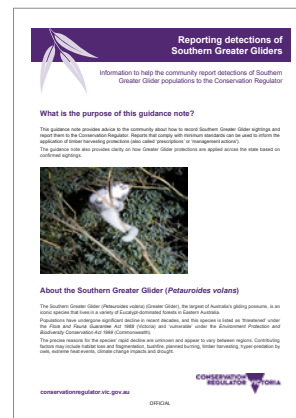 Reporting detections of
Southern Greater Gliders
Information to help the community report detections of Southern
Greater Glider populations to the Conservation Regulator
What is the purpose of this guidance note?
This guidance note provides advice to the community about how to record Southern Greater Glider sightings and
report them to the Conservation Regulator. Reports that comply with minimum standards can be used to inform the
application of timber harvesting protections (also called 'prescriptions' or 'management actions').
The guidance note also provides clarity on how Greater Glider protections are applied across the state based on
confirmed sightings.
About the Southern Greater Glider (Petauroides volans)
The Southern Greater Glider (Petauroides volans) (Greater Glider), the largest of Australia's gliding possums, is an
iconic species that lives in a variety of Eucalypt-dominated forests in Eastern Australia.
Populations have undergone significant decline in recent decades, and this species is listed as 'threatened' under
the Flora and Fauna Guarantee Act 1988 (Victoria) and 'vulnerable' under the Environment Protection and
Biodiversity Conservation Act 1999 (Commonwealth).
The precise reasons for the species' rapid decline are unknown and appear to vary between regions. Contributing
factors may include habitat loss and fragmentation, bushfire, planned burning, timber harvesting, hyper-predation by
owls, extreme heat events, climate change impacts and drought.
CONSERVATION
REGULATOR VICTORIA
conservationregulator.vic.gov.au
OFFICIAL